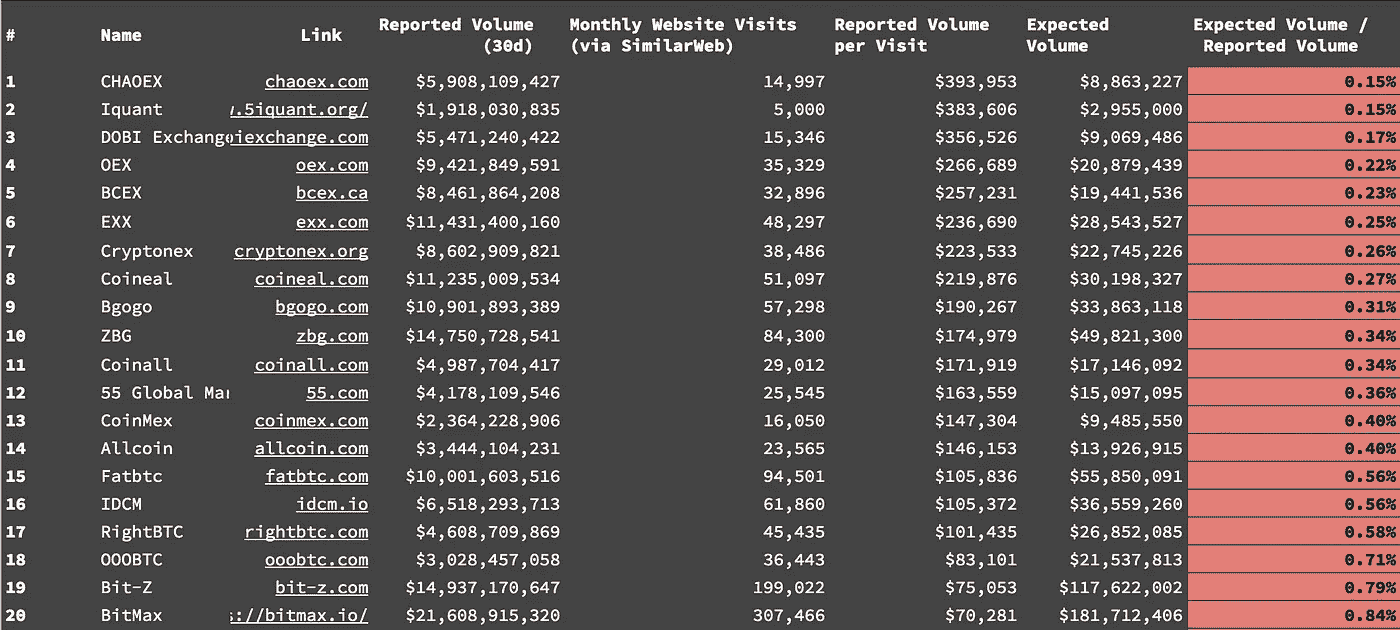 # Name Link Reported Volume (30d) Monthly Website Visits (via SimilarWeb) Reported Volume per Visit Expected Volume Expected Volume / Reported Volume
1 CHAOEX chaoex.com $5,908,109,427 14,997 $393,953 $8,863,227 0.15%
2 Iquant .5iquant.org/ $1,918,030,835 5,000 $383,606 $2,955,000 0.15%
3 DOBI Exchange iexchange.com $5,471,240,422 15,346 $356,526 $9,069,486 0.17%
4 OEX oex.com $9,421,849,591 35,329 $266,689 $20,879,439 0.22%
5 BCEX bcex.ca $8,461,864,208 32,896 $257,231 $19,441,536 0.23%
6 EXX exx.com $11,431,400,160 48,297 $236,690 $28,543,527 0.25%
7 Cryptonex cryptonex.org $8,602,909,821 38,486 $223,533 $22,745,226 0.26%
8 Coineal coineal.com $11,235,009,534 51,097 $219,876 $30,198,327 0.27%
9 Bgogo bgogo.com $10,901,893,389 57,298 $190,267 $33,863,118 0.31%
10 ZBG zbg.com $14,750,728,541 84,300 $174,979 $49,821,300 0.34%
11 Coinall coinall.com $4,987,704,417 29,012 $171,919 $17,146,092 0.34%
12 55 Global Mar 55.com $4,178,109,546 25,545 $163,559 $15,097,095 0.36%
13 CoinMex coinmex.com $2,364,228,906 16,050 $147,304 $9,485,550 0.40%
14 Allcoin allcoin.com $3,444,104,231 23,565 $146,153 $13,926,915 0.40%
15 Fatbtc fatbtc.com $10,001,603,516 94,501 $105,836 $55,850,091 0.56%
16 IDCM idcm.io $6,518,293,713 61,860 $105,372 $36,559,260 0.56%
17 RightBTC rightbtc.com $4,608,709,869 45,435 $101,435 $26,852,085 0.58%
18 OOOBTC ooobtc.com $3,028,457,058 36,443 $83,101 $21,537,813 0.71%
19 Bit-Z bit-z.com $14,937,170,647 199,022 $75,053 $117,622,002 0.79%
20 BitMax ://bitmax.io/ $21,608,915,320 307,466 $70,281 $181,712,406 0.84%